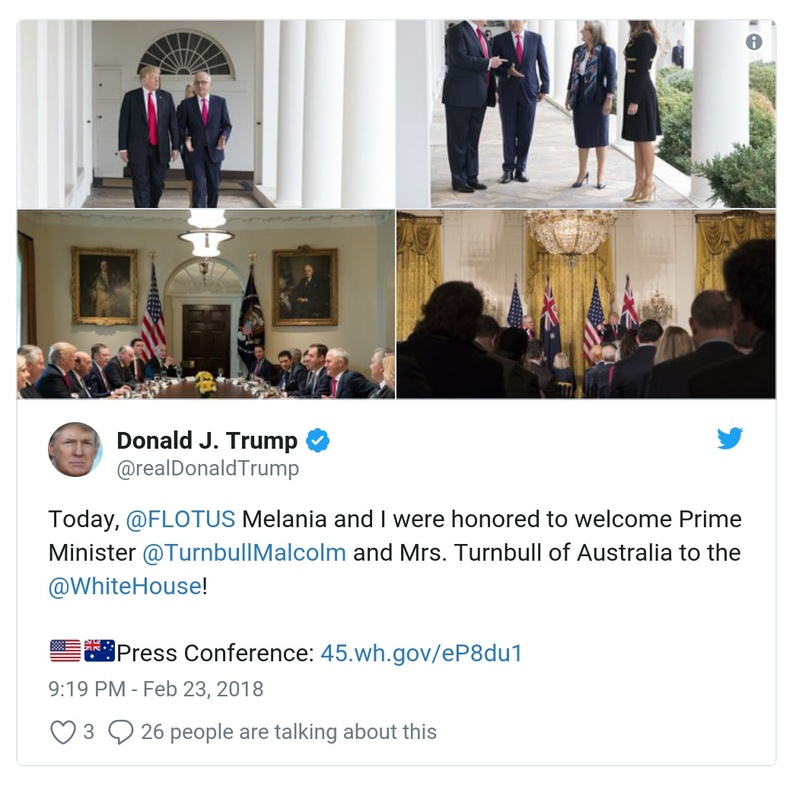 Donald J. Trump
@realDonaldTrump
Today, @FLOTUS Melania and I were honored to welcome Prime
Minister @TurnbullMalcolm and Mrs. Turnbull of Australia to the
@WhiteHouse!
🇺🇸🇦🇺Press Conference: 45.wh.gov/eP8du1
9:19 PM - Feb 23, 2018
3 26 people are talking about this